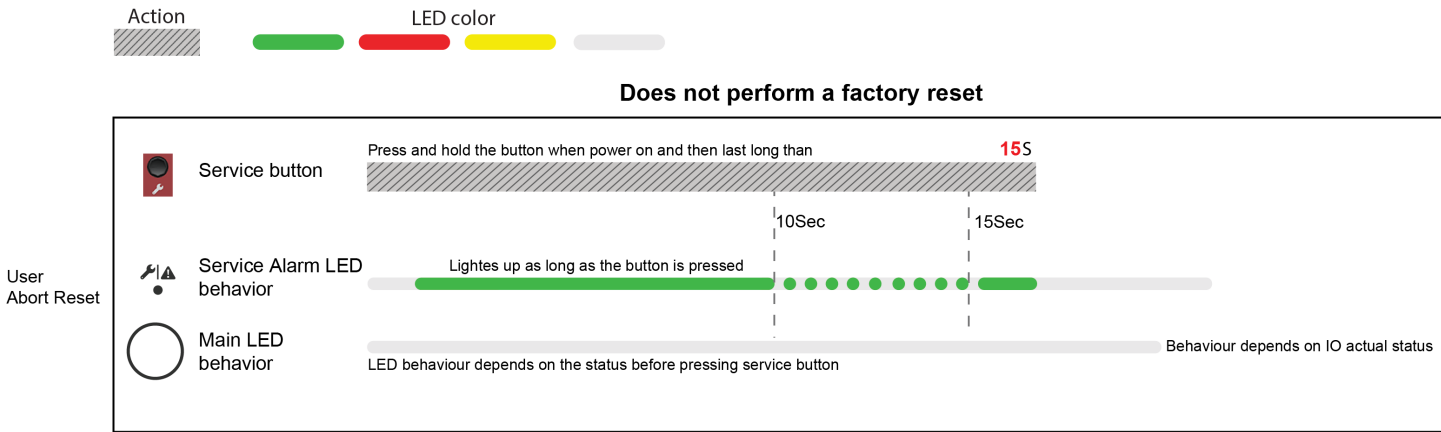 Action
LED color
Does not perform a factory reset
Press and hold the button when power on and then last long than
15S
Service button
10Sec
15Sec
User
Abort Reset
Service Alarm LED
behavior
Lightes up as long as the button is pressed
Main LED
behavior
Behaviour depends on IO actual status
LED behaviour depends on the status before pressing service button